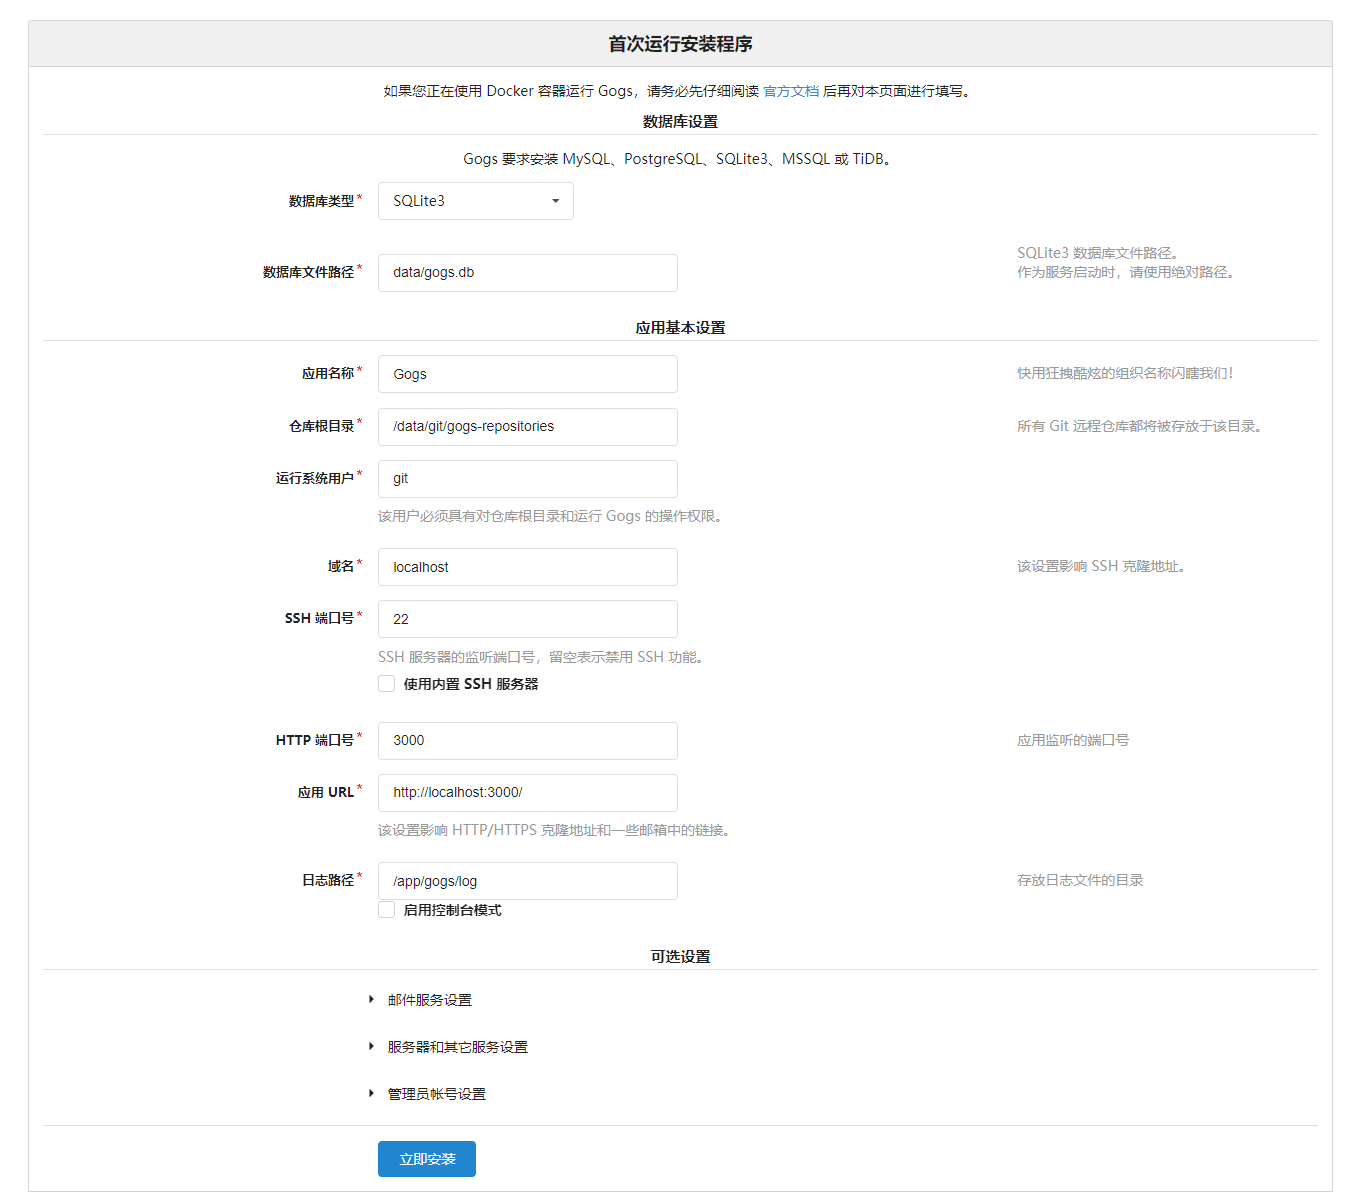 首次运行安装程序
如果您正在使用 Docker 容器运行 Gogs，请务必先仔细阅读 官方文档 后再对本页面进行填写。
数据库设置
Gogs 要求安装 MySQL、PostgreSQL、SQLite3、MSSQL 或 TiDB。
数据库类型* SQLite3
SQLite3 数据库文件路径。
数据库文件路径* data/gogs.db 作为服务启动时，请使用绝对路径。
应用基本设置
应用名称* Gogs 快用狂拽酷炫的组织名称闪瞎我们！
仓库根目录* /data/git/gogs-repositories 所有 Git 远程仓库都将被存放于该目录。
运行系统用户* git
该用户必须具有对仓库根目录和运行 Gogs 的操作权限。
域名* localhost 该设置影响 SSH 克隆地址。
SSH 端口号* 22
SSH 服务器的监听端口号，留空表示禁用 SSH 功能。
使用内置 SSH 服务器
HTTP 端口号* 3000 应用监听的端口号
应用 URL* http://localhost:3000/
该设置影响 HTTP/HTTPS 克隆地址和一些邮箱中的链接。
日志路径* /app/gogs/log 存放日志文件的目录
启用控制台模式
可选设置
邮件服务设置
服务器和其它服务设置
管理员帐号设置
立即安装